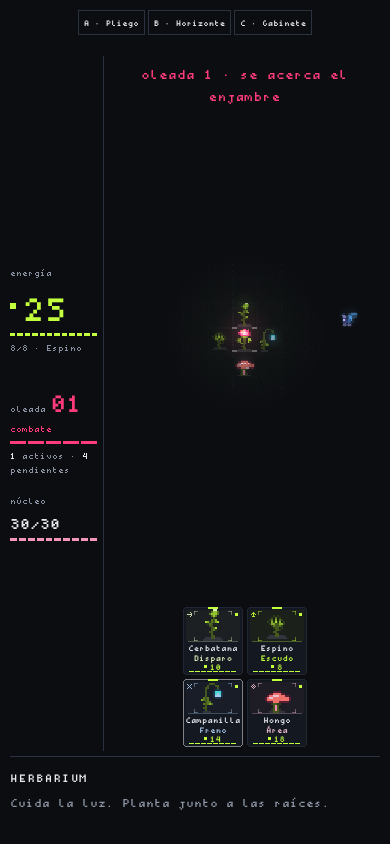 A · Pliego
B · Horizonte
C · Gabinete
oleada 1 · se acerca el
enjambre
energía
25
8/8 · Espino
oleada 01
combate
1 activos · 4
pendientes
núcleo
30/30
Cerbatana
Disparo
10
Espino
Escudo
8
Campanilla
Freno
14
Hongo
Área
18
HERBARIUM
Cuida la luz. Planta junto a las raíces.